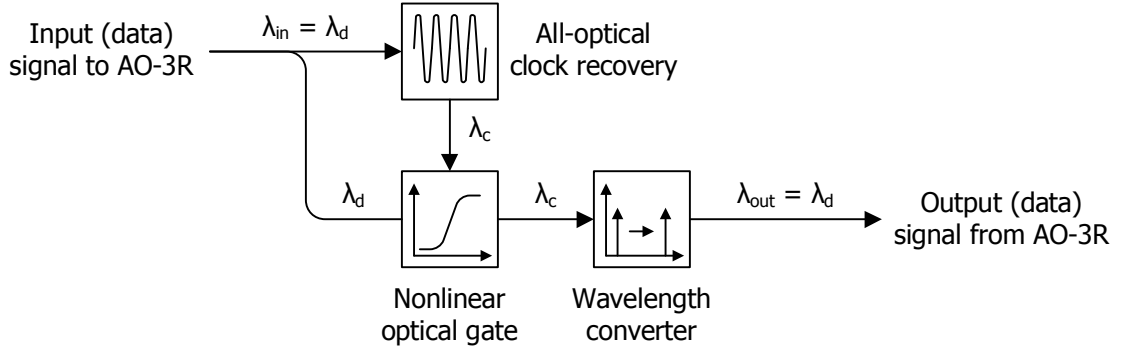 Input (data)
signal to AO-3R
λin = λd
All-optical
clock recovery
λc
λd
λc
λout = λd
Output (data)
signal from AO-3R
Nonlinear
optical gate
Wavelength
converter